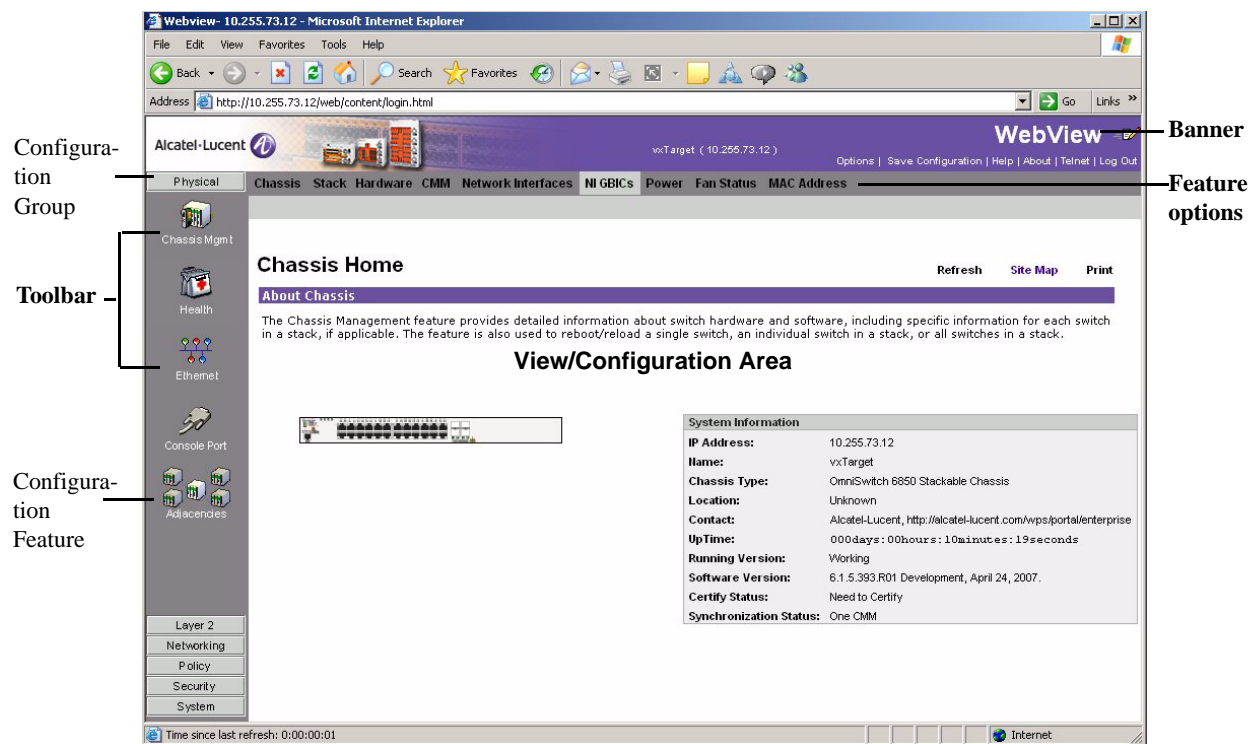 Webview- 10.255.73.12 - Microsoft Internet Explorer
File Edit View Favorites Tools Help
Back Search Favorites
Address http://10.255.73.12/web/content/login.html Go Links »
Alcatel·Lucent
WebView
vxTarget ( 10.255.73.12 )
Options | Save Configuration | Help | About | Telnet | Log Out
Banner
Configura-
tion
Group
Physical
Chassis Stack Hardware CMM Network Interfaces NI GBICs Power Fan Status MAC Address
Feature
options
Toolbar
Chassis Mgmt
Health
Ethernet
Console Port
Adjacencies
Configura-
tion
Feature
Layer 2
Networking
Policy
Security
System
Chassis Home
Refresh Site Map Print
About Chassis
The Chassis Management feature provides detailed information about switch hardware and software, including specific information for each switch
in a stack, if applicable. The feature is also used to reboot/reload a single switch, an individual switch in a stack, or all switches in a stack.
View/Configuration Area
System Information
IP Address: 10.255.73.12
Name: vxTarget
Chassis Type: OmniSwitch 6850 Stackable Chassis
Location: Unknown
Contact: Alcatel-Lucent, http://alcatel-lucent.com/wps/portal/enterprise
UpTime: 000days:00hours:10minutes:19seconds
Running Version: Working
Software Version: 6.1.5.393.R01 Development, April 24, 2007.
Certify Status: Need to Certify
Synchronization Status: One CMM
Time since last refresh: 0:00:00:01
Internet